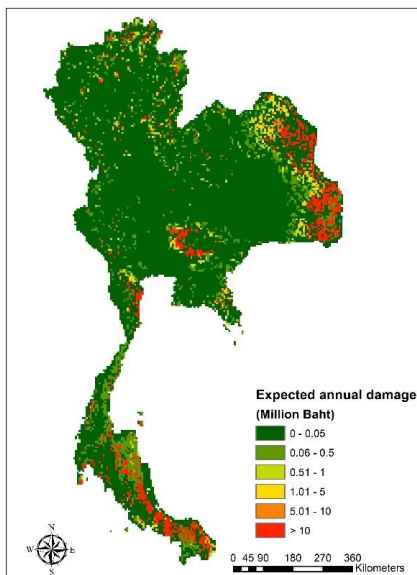 Expected annual damage
(Million Baht)
0 - 0.05
0.06 - 0.5
0.51 - 1
1.01 - 5
5.01 - 10
> 10
N
W E
S
0 45 90 180 270 360
Kilometers